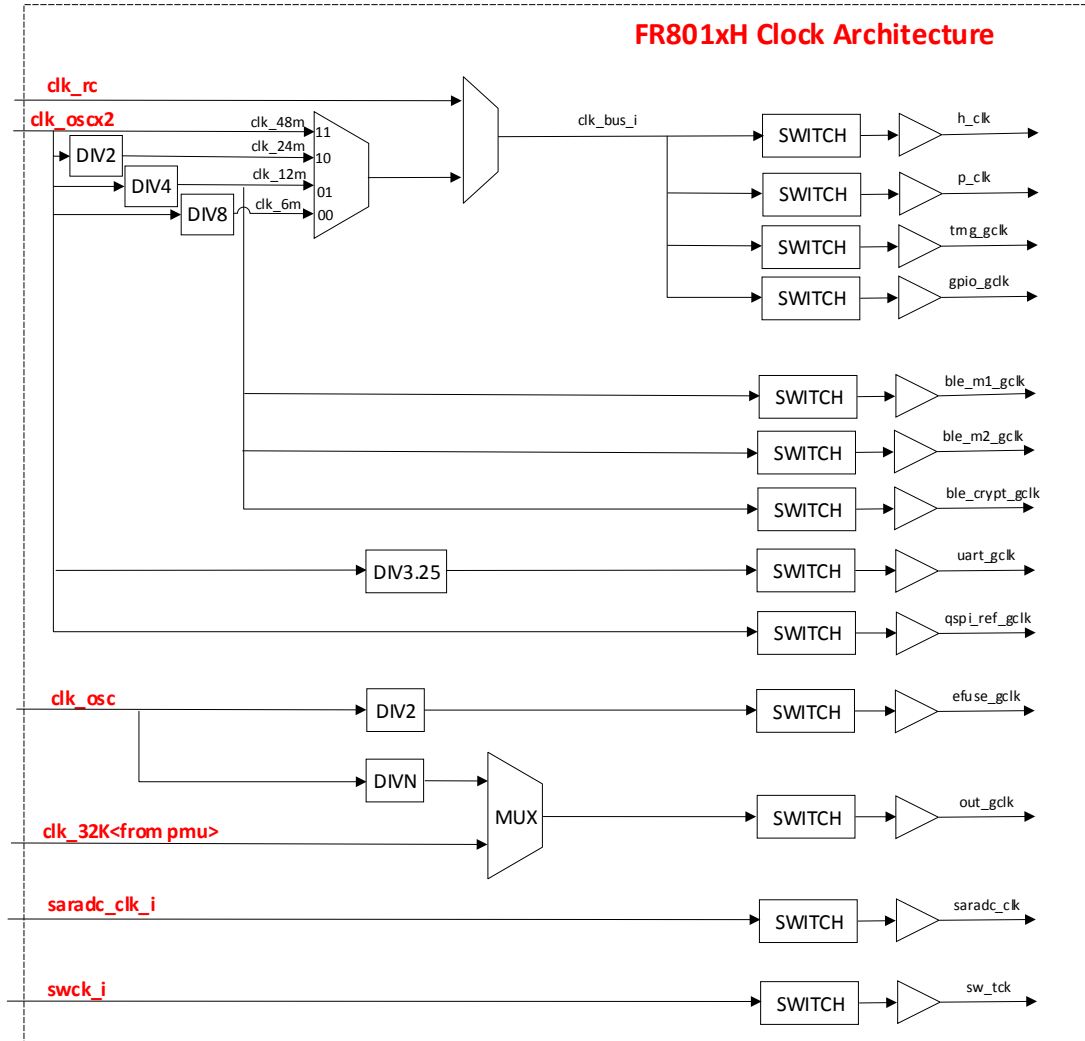 FR801xH Clock Architecture
clk_rc
clk_oscx2
clk_48m
11
clk_bus_i
SWITCH
h_clk
DIV2
clk_24m
10
DIV4
clk_12m
01
SWITCH
p_clk
DIV8
clk_6m
00
SWITCH
tmg_gclk
SWITCH
gpio_gclk
SWITCH
ble_m1_gclk
SWITCH
ble_m2_gclk
SWITCH
ble_crypt_gclk
DIV3.25
SWITCH
uart_gclk
SWITCH
qspi_ref_gclk
clk_osc
DIV2
SWITCH
efuse_gclk
DIVN
MUX
SWITCH
out_gclk
clk_32K<from pmu>
saradc_clk_i
SWITCH
saradc_clk
swck_i
SWITCH
sw_tck